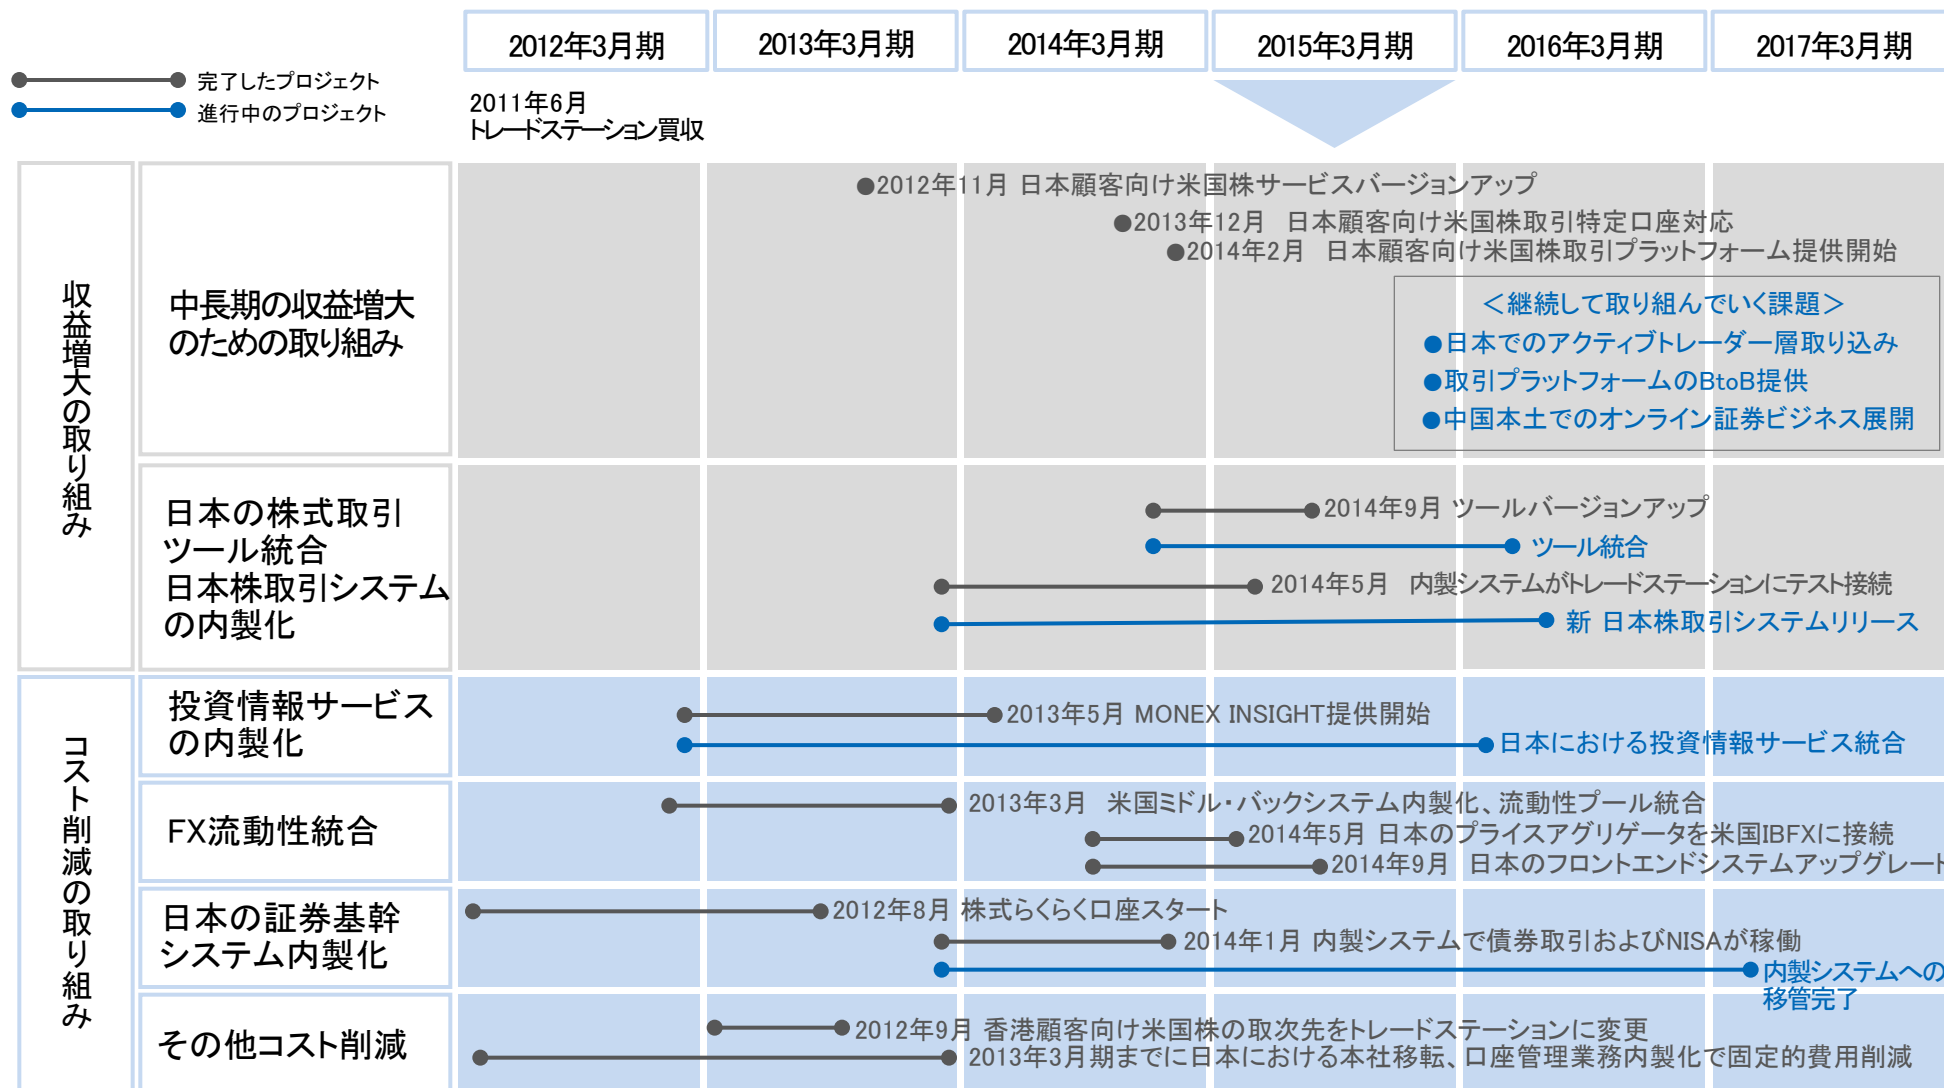 2012年3月期
2013年3月期
2014年3月期
2015年3月期
2016年3月期
2017年3月期
完了したプロジェクト
進行中のプロジェクト
2011年6月
トレードステーション買収
収益増大の取り組み
中長期の収益増大
のための取り組み
●2012年11月 日本顧客向け米国株サービスバージョンアップ
●2013年12月 日本顧客向け米国株取引特定口座対応
●2014年2月 日本顧客向け米国株取引プラットフォーム提供開始
＜継続して取り組んでいく課題＞
●日本でのアクティブトレーダー層取り込み
●取引プラットフォームのBtoB提供
●中国本土でのオンライン証券ビジネス展開
日本の株式取引
ツール統合
日本株取引システム
の内製化
2014年9月 ツールバージョンアップ
ツール統合
2014年5月 内製システムがトレードステーションにテスト接続
新 日本株取引システムリリース
コスト削減の取り組み
投資情報サービス
の内製化
2013年5月 MONEX INSIGHT提供開始
日本における投資情報サービス統合
FX流動性統合
2013年3月 米国ミドル・バックシステム内製化、流動性プール統合
2014年5月 日本のプライスアグリゲータを米国IBFXに接続
2014年9月 日本のフロントエンドシステムアップグレード
日本の証券基幹
システム内製化
2012年8月 株式らくらく口座スタート
2014年1月 内製システムで債券取引およびNISAが稼働
内製システムへの
移管完了
その他コスト削減
2012年9月 香港顧客向け米国株の取次先をトレードステーションに変更
2013年3月期までに日本における本社移転、口座管理業務内製化で固定的費用削減